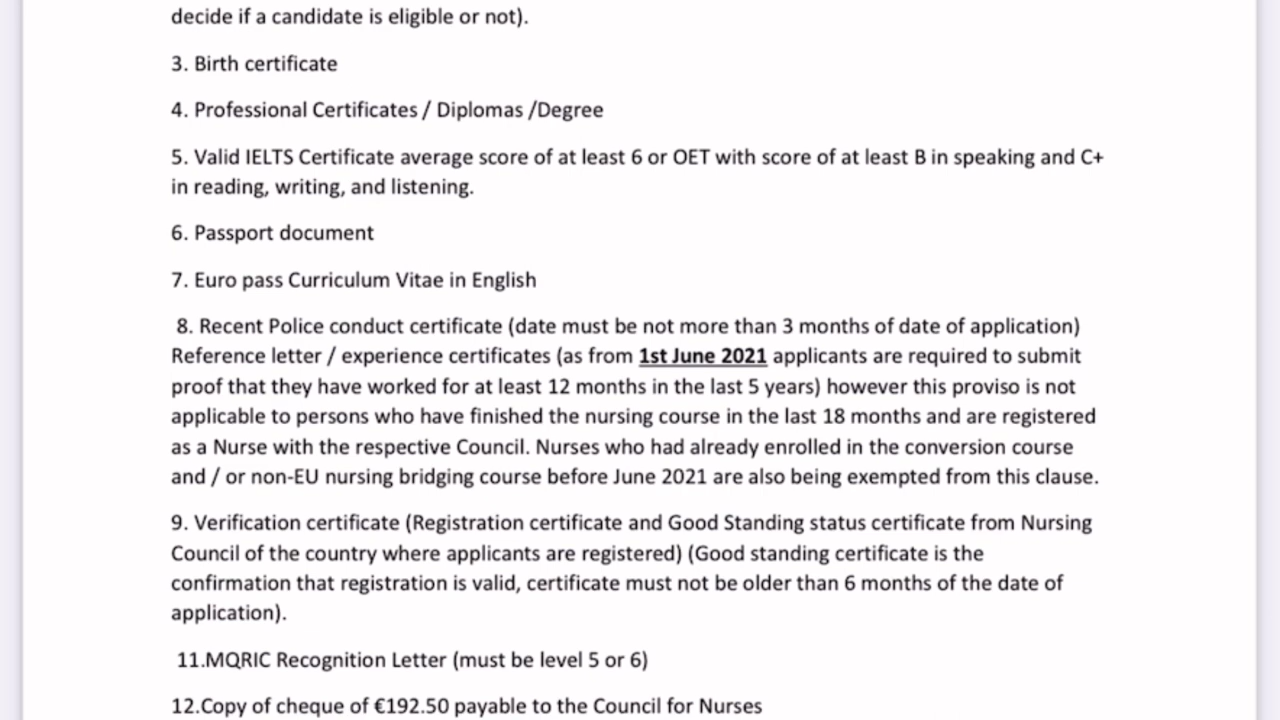 decide if a candidate is eligible or not).
3. Birth certificate
4. Professional Certificates / Diplomas /Degree
5. Valid IELTS Certificate average score of at least 6 or OET with score of at least B in speaking and C+
in reading, writing, and listening.
6. Passport document
7. Euro pass Curriculum Vitae in English
8. Recent Police conduct certificate (date must be not more than 3 months of date of application)
Reference letter / experience certificates (as from 1st June 2021 applicants are required to submit
proof that they have worked for at least 12 months in the last 5 years) however this proviso is not
applicable to persons who have finished the nursing course in the last 18 months and are registered
as a Nurse with the respective Council. Nurses who had already enrolled in the conversion course
and / or non-EU nursing bridging course before June 2021 are also being exempted from this clause.
9. Verification certificate (Registration certificate and Good Standing status certificate from Nursing
Council of the country where applicants are registered) (Good standing certificate is the
confirmation that registration is valid, certificate must not be older than 6 months of the date of
application).
11.MQRIC Recognition Letter (must be level 5 or 6)
12.Copy of cheque of €192.50 payable to the Council for Nurses